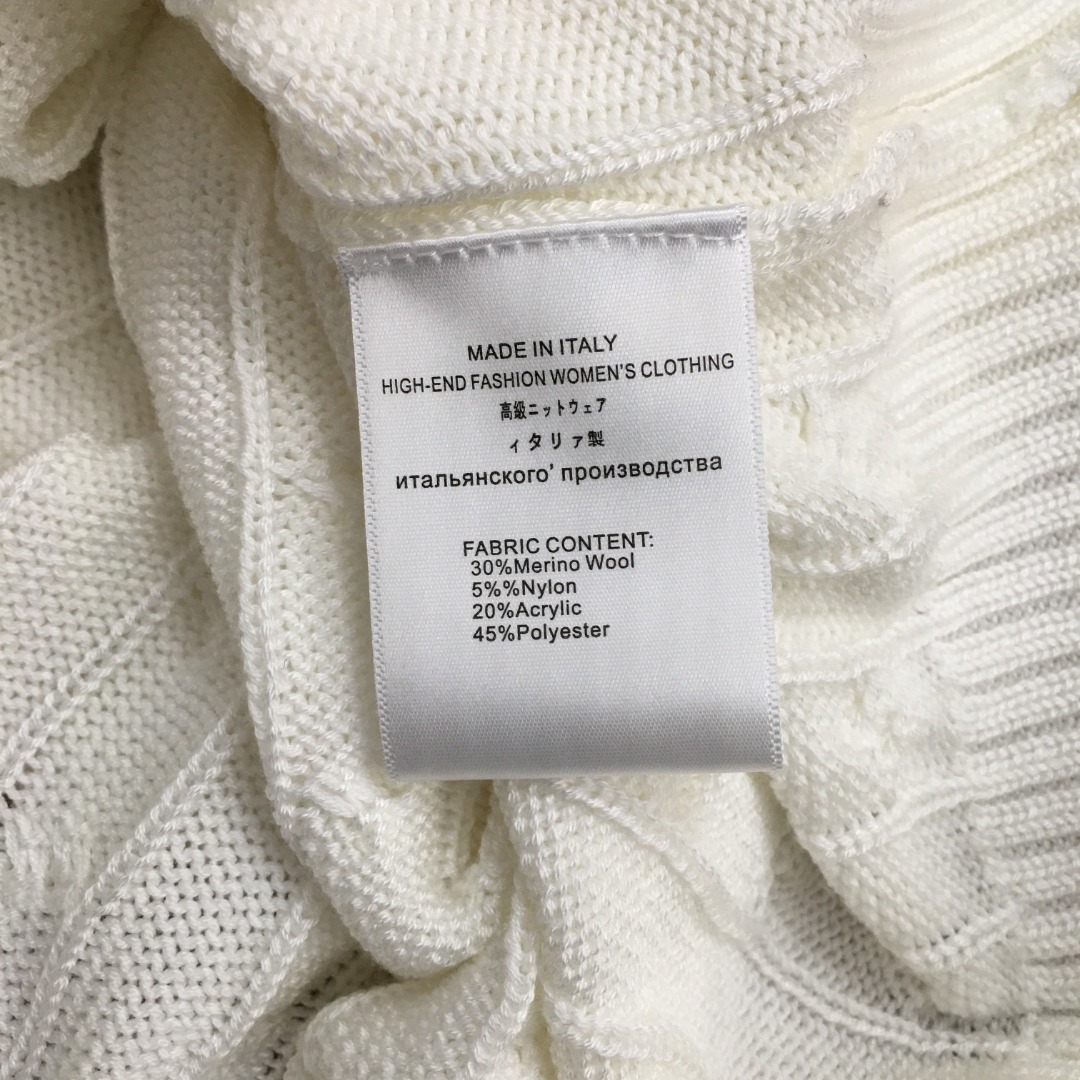 MADE IN ITALY
HIGH-END FASHION WOMEN'S CLOTHING
高級ニットウェア
ィタリァ製
итальянского' производства
FABRIC CONTENT:
30%Merino Wool
5%%Nylon
20%Acrylic
45%Polyester